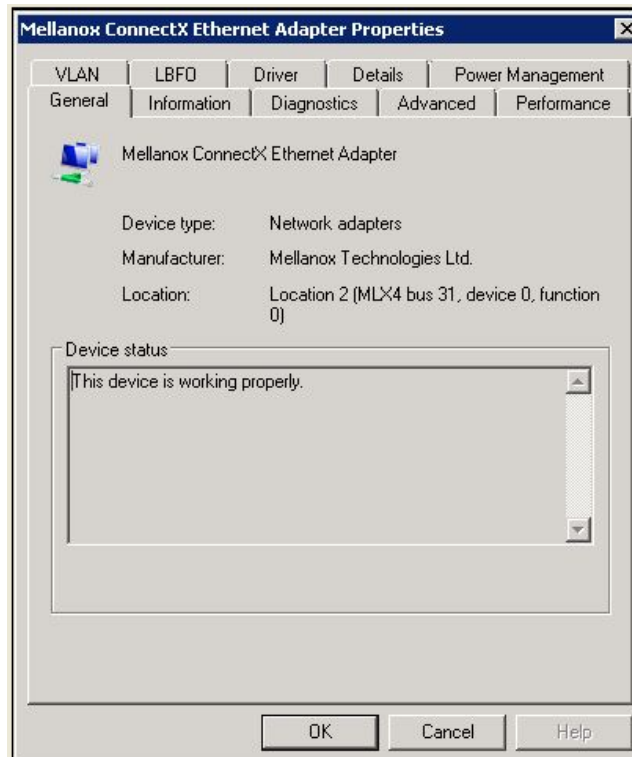 Mellanox ConnectX Ethernet Adapter Properties
VLAN LBFO Driver Details Power Management
General Information Diagnostics Advanced Performance
Mellanox ConnectX Ethernet Adapter
Device type: Network adapters
Manufacturer: Mellanox Technologies Ltd.
Location: Location 2 (MLX4 bus 31, device 0, function
0)
Device status
This device is working properly.
OK Cancel Help